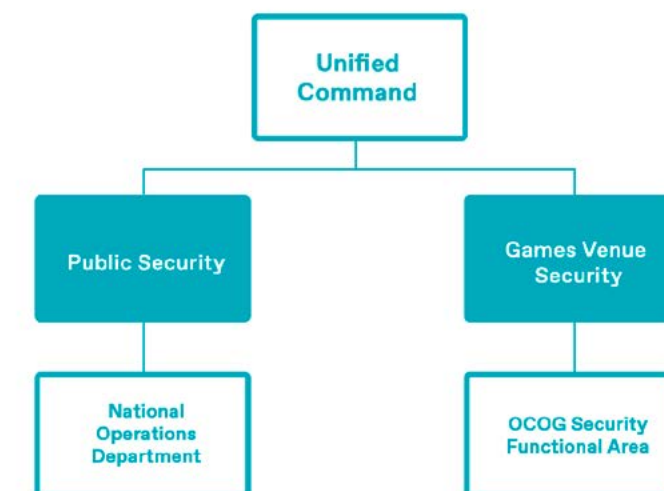 Unified
Command
Public Security
Games Venue
Security
National
Operations
Department
OCOG Security
Functional Area